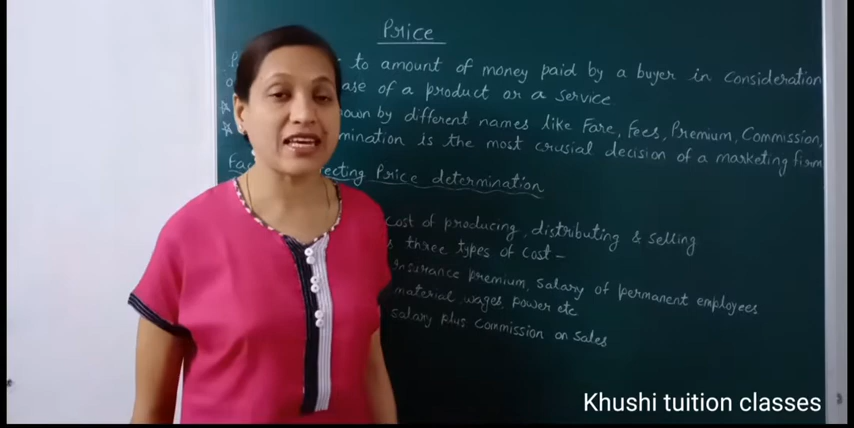 Price
to amount of money paid by a buyer in consideration
ase of a product or a service
nown by different names like Fare, Fees, Premium, Commission,
mination is the most crusial decision of a marketing firm
Fac ecting Price determination
cost of producing, distributing & selling
s three types of cost –
insurance premium, salary of permanent employees
material, wages, power etc
salary plus commission on sales
Khushi tuition classes